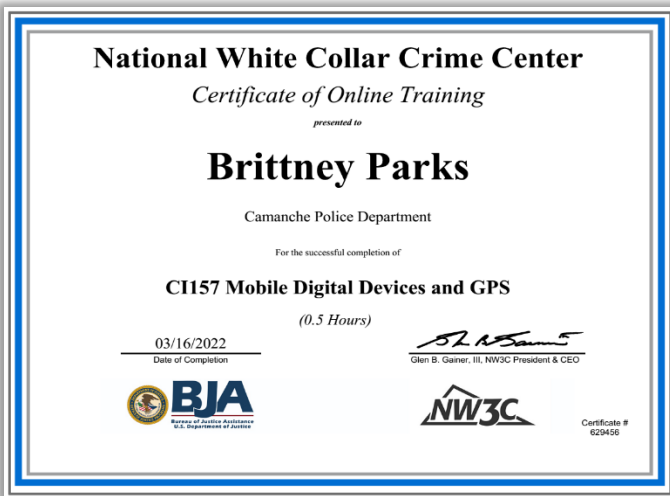 National White Collar Crime Center
Certificate of Online Training
presented to
Brittney Parks
Camanche Police Department
For the successful completion of
CI157 Mobile Digital Devices and GPS
(0.5 Hours)
03/16/2022
Date of Completion
Glen B. Gainer, III, NW3C President & CEO
BJA
Bureau of Justice Assistance
U.S. Department of Justice
NW3C
Certificate #
629456